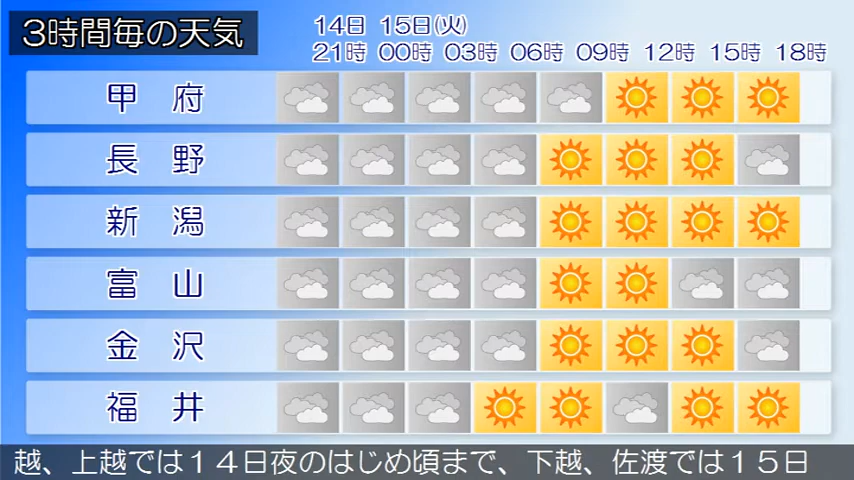 3時間毎の天気
14日 15日(火)
21時 00時 03時 06時 09時 12時 15時 18時
甲府
長野
新潟
富山
金沢
福井
越、上越では１４日夜のはじめ頃まで、下越、佐渡では１５日